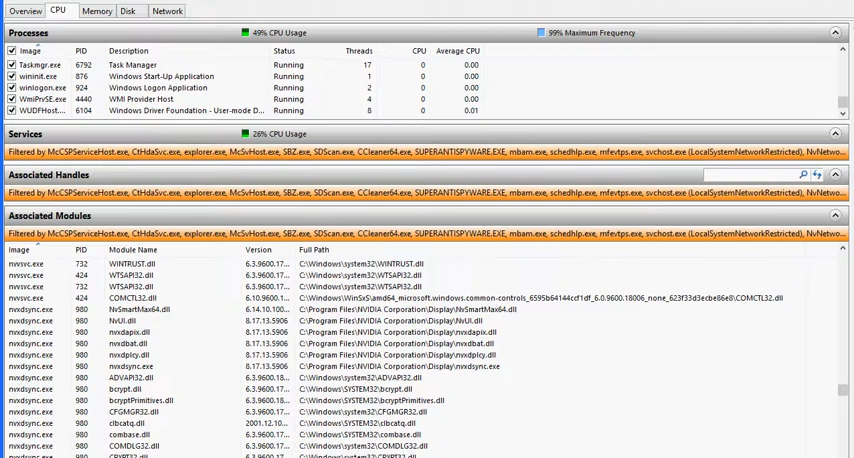 Overview CPU Memory Disk Network
Processes 49% CPU Usage 99% Maximum Frequency
Image PID Description Status Threads CPU Average CPU
Taskmgr.exe 6792 Task Manager Running 17 0 0.00
wininit.exe 876 Windows Start-Up Application Running 1 0 0.00
winlogon.exe 924 Windows Logon Application Running 2 0 0.00
WmiPrvSE.exe 4440 WMI Provider Host Running 4 0 0.00
WUDFHost.... 6104 Windows Driver Foundation - User-mode D... Running 8 0 0.01
Services 26% CPU Usage
Filtered by McCSPServiceHost.exe, CtHdaSvc.exe, explorer.exe, McSvHost.exe, SBZ.exe, SDScan.exe, CCleaner64.exe, SUPERANTISPYWARE.EXE, mbam.exe, schedhlp.exe, mfevtps.exe, svchost.exe (LocalSystemNetworkRestricted), NvNetwo...
Associated Handles
Filtered by McCSPServiceHost.exe, CtHdaSvc.exe, explorer.exe, McSvHost.exe, SBZ.exe, SDScan.exe, CCleaner64.exe, SUPERANTISPYWARE.EXE, mbam.exe, schedhlp.exe, mfevtps.exe, svchost.exe (LocalSystemNetworkRestricted), NvNetwo...
Associated Modules
Filtered by McCSPServiceHost.exe, CtHdaSvc.exe, explorer.exe, McSvHost.exe, SBZ.exe, SDScan.exe, CCleaner64.exe, SUPERANTISPYWARE.EXE, mbam.exe, schedhlp.exe, mfevtps.exe, svchost.exe (LocalSystemNetworkRestricted), NvNetwo...
Image PID Module Name Version Full Path
nvvsvc.exe 732 WINTRUST.dll 6.3.9600.17... C:\Windows\system32\WINTRUST.dll
nvvsvc.exe 424 WTSAPI32.dll 6.3.9600.17... C:\Windows\system32\WTSAPI32.dll
nvvsvc.exe 732 WTSAPI32.dll 6.3.9600.17... C:\Windows\system32\WTSAPI32.dll
nvvsvc.exe 424 COMCTL32.dll 6.10.9600.1... C:\Windows\WinSxS\amd64_microsoft.windows.common-controls_6595b64144ccf1df_6.0.9600.18006_none_623f33d3ecbe86e8\COMCTL32.dll
nvxdsync.exe 980 NvSmartMax64.dll 6.14.10.100... C:\Program Files\NVIDIA Corporation\Display\NvSmartMax64.dll
nvxdsync.exe 980 NvUI.dll 8.17.13.5906 C:\Program Files\NVIDIA Corporation\Display\NvUI.dll
nvxdsync.exe 980 nvxdapix.dll 8.17.13.5906 C:\Program Files\NVIDIA Corporation\Display\nvxdapix.dll
nvxdsync.exe 980 nvxdbat.dll 8.17.13.5906 C:\Program Files\NVIDIA Corporation\Display\nvxdbat.dll
nvxdsync.exe 980 nvxdplcy.dll 8.17.13.5906 C:\Program Files\NVIDIA Corporation\Display\nvxdplcy.dll
nvxdsync.exe 980 nvxdsync.exe 8.17.13.5906 C:\Program Files\NVIDIA Corporation\Display\nvxdsync.exe
nvxdsync.exe 980 ADVAPI32.dll 6.3.9600.18... C:\Windows\system32\ADVAPI32.dll
nvxdsync.exe 980 bcrypt.dll 6.3.9600.17... C:\Windows\SYSTEM32\bcrypt.dll
nvxdsync.exe 980 bcryptPrimitives.dll 6.3.9600.18... C:\Windows\SYSTEM32\bcryptPrimitives.dll
nvxdsync.exe 980 CFGMGR32.dll 6.3.9600.17... C:\Windows\SYSTEM32\CFGMGR32.dll
nvxdsync.exe 980 clbcatq.dll 2001.12.10... C:\Windows\SYSTEM32\clbcatq.dll
nvxdsync.exe 980 combase.dll 6.3.9600.17... C:\Windows\SYSTEM32\combase.dll
nvxdsync.exe 980 COMDLG32.dll 6.3.9600.17... C:\Windows\system32\COMDLG32.dll
nvxdsync.exe 980 CRYPT32.dll 6.3.9600.18... C:\Windows\system32\CRYPT32.dll